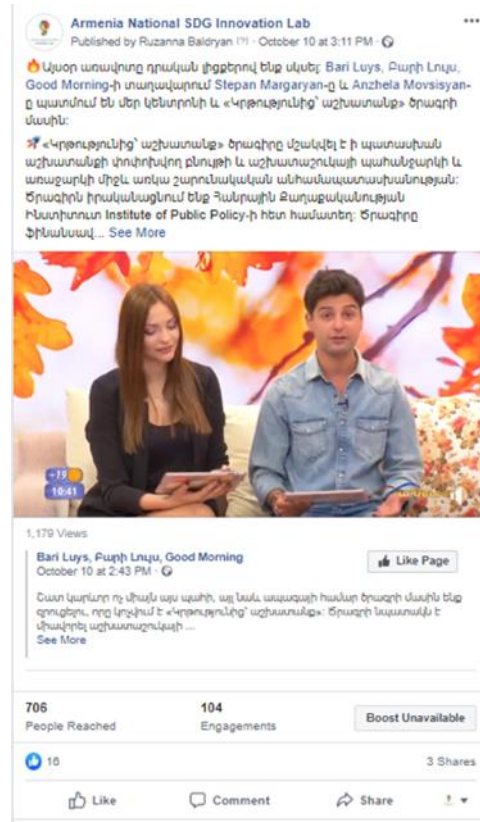 Armenia National SDG Innovation Lab
Published by Ruzanna Baldryan [?] · October 10 at 3:11 PM ·
Այսօր առավոտը դրական լիցքերով ենք սկսել: Bari Luys, Բարի Լույս,
Good Morning-ի տաղավարում Stepan Margaryan-ը և Anzhela Movsisyan-
ը պատմում են մեր կենտրոնի և «Կրթությունից՝ աշխատանք» ծրագրի
մասին:
«Կրթությունից՝ աշխատանք» ծրագիրը մշակվել է ի պատասխան
աշխատանքի փոփոխվող բնույթի և աշխատաշուկայի պահանջարկի և
առաջարկի միջև առկա շարունակական անհամապատասխանության:
Ծրագիրն իրականացնում ենք Հանրային Քաղաքականության
Ինստիտուտ Institute of Public Policy-ի հետ համատեղ: Ծրագիրը
ֆինանսավ... See More
+19
10:41
1,179 Views
Bari Luys, Բարի Լույս, Good Morning
October 10 at 2:43 PM ·
Like Page
Շատ կարևոր ոչ միայն այս պահի, այլ նաև ապագայի համար ծրագրի մասին ենք
զրուցելու, որը կոչվում է «Կրթությունից՝ աշխատանք»: Ծրագրի նպատակն է
միավորել աշխատաշուկայի ...
See More
706
People Reached
104
Engagements
Boost Unavailable
16
3 Shares
Like
Comment
Share